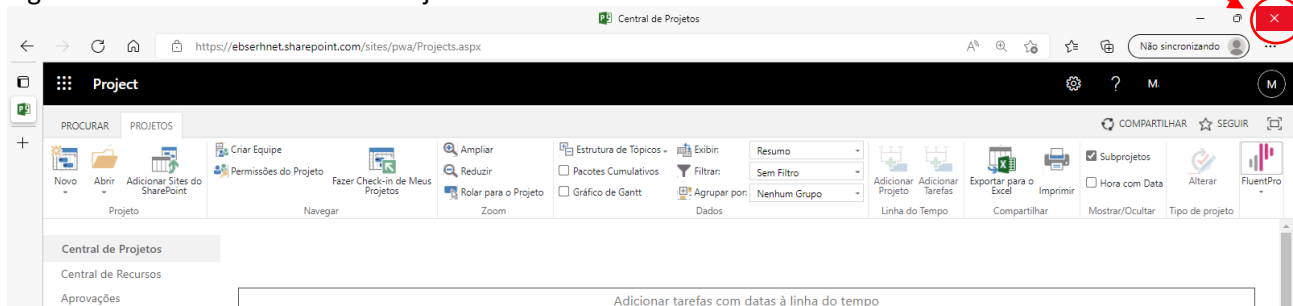 Central de Projetos
https://ebserhnet.sharepoint.com/sites/pwa/Projects.aspx
Não sincronizando
Project
M
M
PROCURAR PROJETOS
COMPARTILHAR SEGUIR
Novo
Abrir
Adicionar Sites do SharePoint
Projeto
Criar Equipe
Permissões do Projeto
Fazer Check-in de Meus Projetos
Navegar
Ampliar
Reduzir
Rolar para o Projeto
Zoom
Estrutura de Tópicos
Pacotes Cumulativos
Gráfico de Gantt
Exibir: Resumo
Filtrar: Sem Filtro
Agrupar por: Nenhum Grupo
Dados
Adicionar Projeto
Adicionar Tarefas
Linha do Tempo
Exportar para o Excel
Imprimir
Compartilhar
Subprojetos
Hora com Data
Mostrar/Ocultar
Alterar
Tipo de projeto
FluentPro
Central de Projetos
Central de Recursos
Aprovações
Adicionar tarefas com datas à linha do tempo